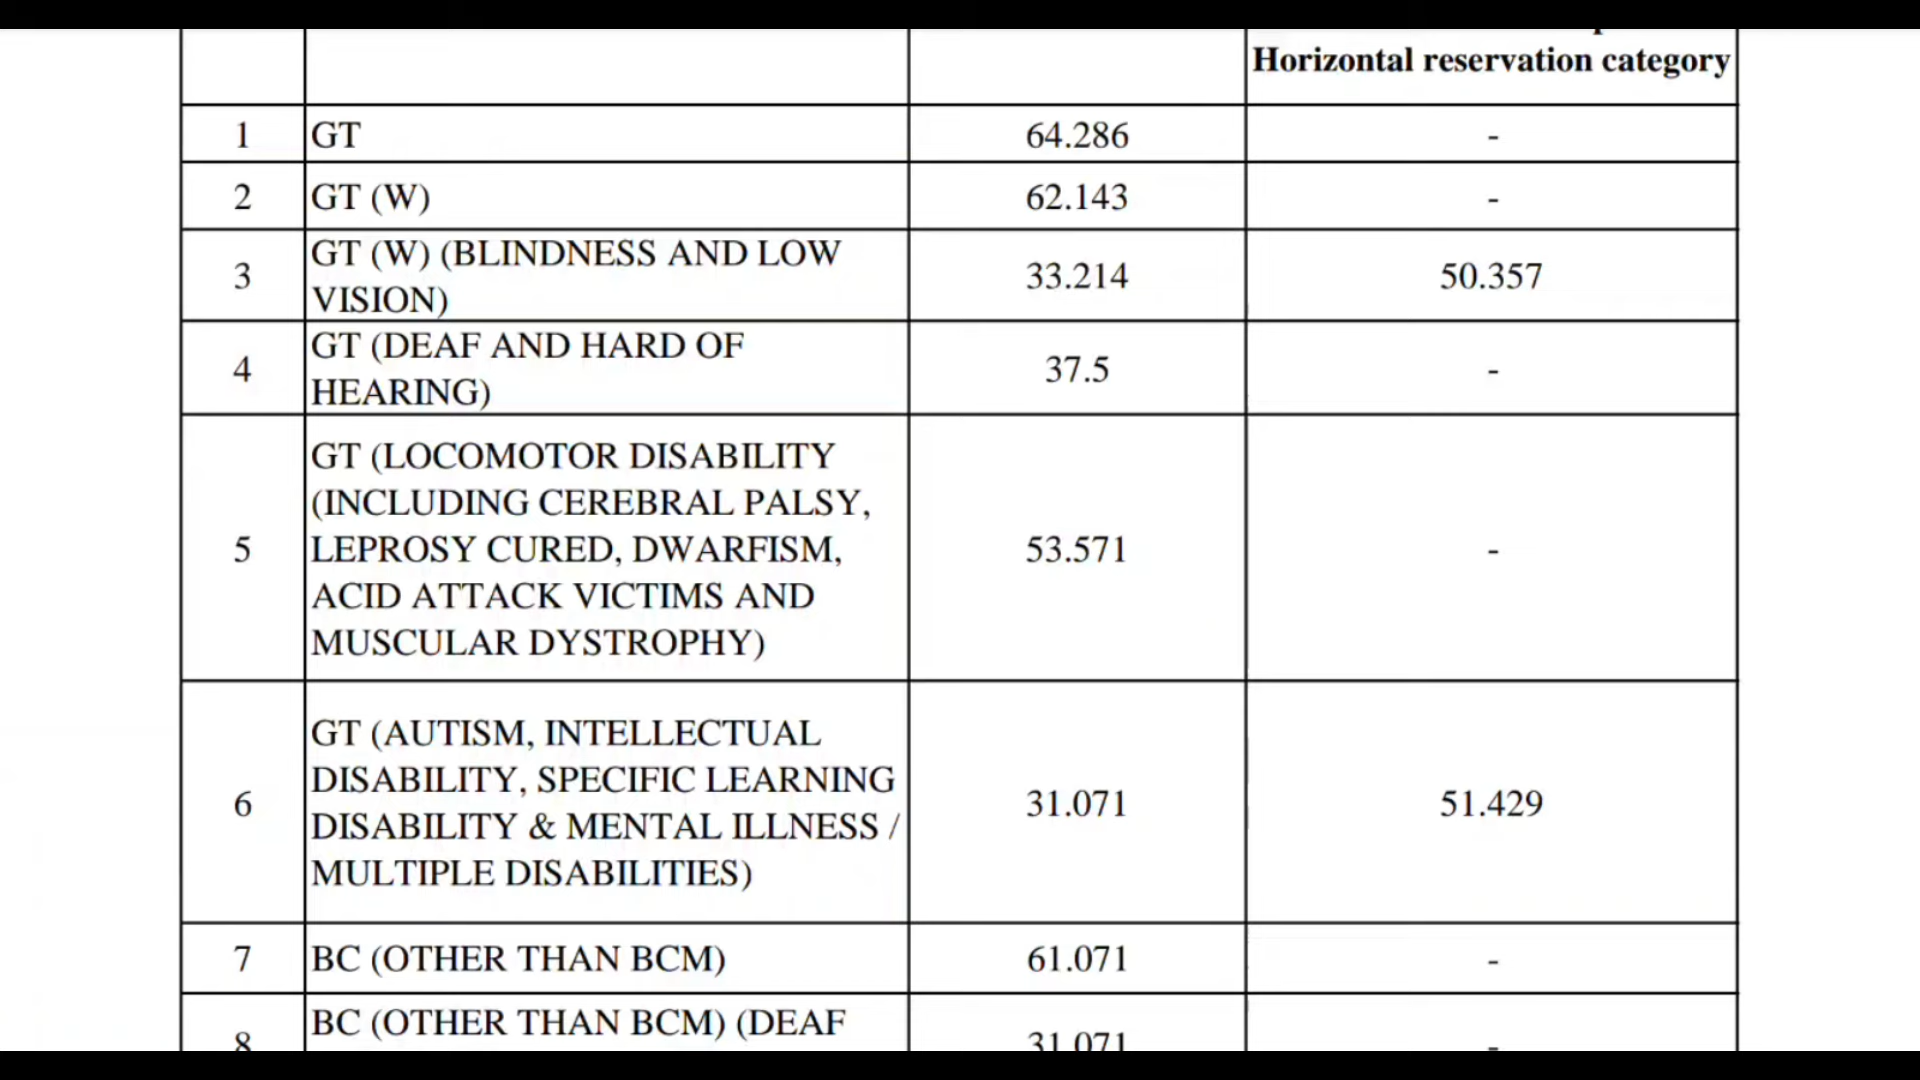 Horizontal reservation category
1 GT 64.286 -
2 GT (W) 62.143 -
GT (W) (BLINDNESS AND LOW
3 33.214 50.357
VISION)
GT (DEAF AND HARD OF
4 37.5 -
HEARING)
GT (LOCOMOTOR DISABILITY
(INCLUDING CEREBRAL PALSY,
5 LEPROSY CURED, DWARFISM, 53.571 -
ACID ATTACK VICTIMS AND
MUSCULAR DYSTROPHY)
GT (AUTISM, INTELLECTUAL
DISABILITY, SPECIFIC LEARNING
6 31.071 51.429
DISABILITY & MENTAL ILLNESS /
MULTIPLE DISABILITIES)
7 BC (OTHER THAN BCM) 61.071 -
BC (OTHER THAN BCM) (DEAF
8 31.071 -